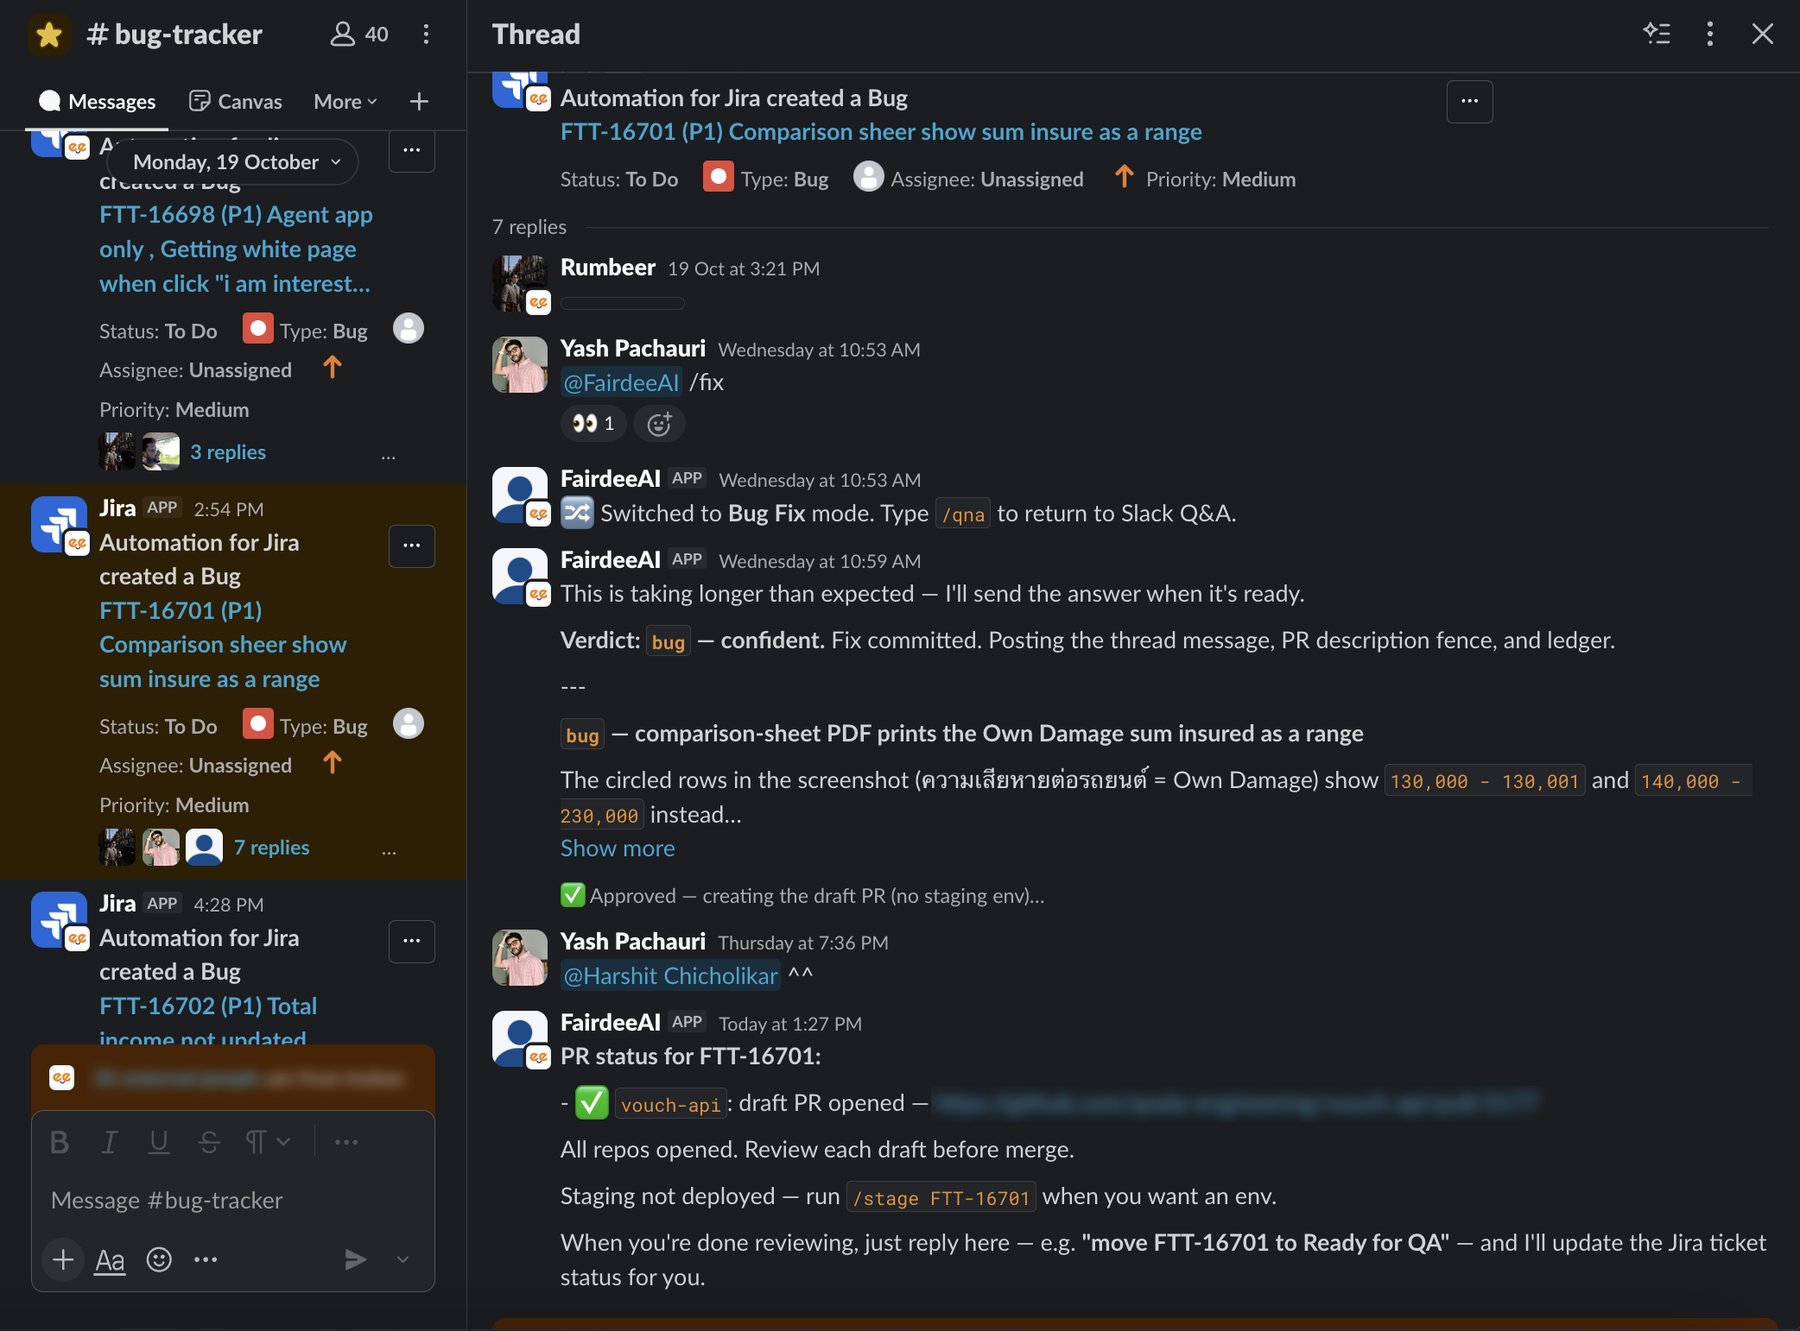 # bug-tracker
40
Messages
Canvas
More
Monday, 19 October
created a Bug
FTT-16698 (P1) Agent app
only , Getting white page
when click "i am interest...
Status: To Do Type: Bug
Assignee: Unassigned
Priority: Medium
3 replies
...
Jira APP 2:54 PM
Automation for Jira
created a Bug
FTT-16701 (P1)
Comparison sheer show
sum insure as a range
Status: To Do Type: Bug
Assignee: Unassigned
Priority: Medium
7 replies
...
Jira APP 4:28 PM
Automation for Jira
created a Bug
FTT-16702 (P1) Total
income not updated
B I U S
Message #bug-tracker
Aa
Thread
Automation for Jira created a Bug
FTT-16701 (P1) Comparison sheer show sum insure as a range
Status: To Do Type: Bug Assignee: Unassigned Priority: Medium
7 replies
Rumbeer 19 Oct at 3:21 PM
Yash Pachauri Wednesday at 10:53 AM
@FairdeeAI /fix
1
FairdeeAI APP Wednesday at 10:53 AM
Switched to Bug Fix mode. Type /qna to return to Slack Q&A.
FairdeeAI APP Wednesday at 10:59 AM
This is taking longer than expected — I'll send the answer when it's ready.
Verdict: bug — confident. Fix committed. Posting the thread message, PR description fence, and ledger.
---
bug — comparison-sheet PDF prints the Own Damage sum insured as a range
The circled rows in the screenshot (ความเสียหายต่อรถยนต์ = Own Damage) show 130,000 - 130,001 and 140,000 -
230,000 instead...
Show more
Approved — creating the draft PR (no staging env)...
Yash Pachauri Thursday at 7:36 PM
@Harshit Chicholikar ^^
FairdeeAI APP Today at 1:27 PM
PR status for FTT-16701:
- ✅ vouch-api: draft PR opened —
All repos opened. Review each draft before merge.
Staging not deployed — run /stage FTT-16701 when you want an env.
When you're done reviewing, just reply here — e.g. "move FTT-16701 to Ready for QA" — and I'll update the Jira ticket
status for you.